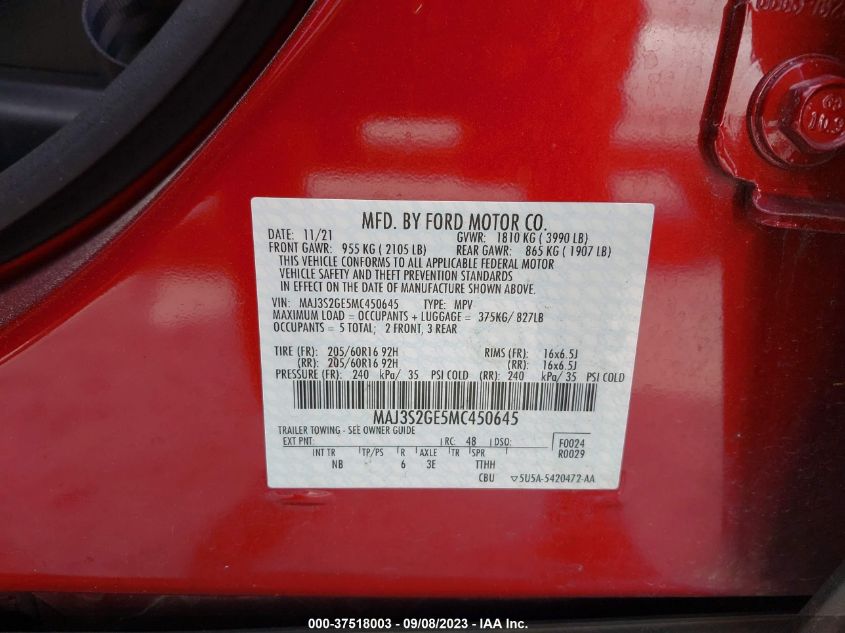 10.9
MFD. BY FORD MOTOR CO.
DATE: 11/21 GVWR: 1810 KG ( 3990 LB)
FRONT GAWR: 955 KG ( 2105 LB) REAR GAWR: 865 KG ( 1907 LB)
THIS VEHICLE CONFORMS TO ALL APPLICABLE FEDERAL MOTOR
VEHICLE SAFETY AND THEFT PREVENTION STANDARDS
IN EFFECT ON THE DATE OF MANUFACTURE SHOWN ABOVE.
VIN: MAJ3S2GE5MC450645 TYPE: MPV
MAXIMUM LOAD = OCCUPANTS + LUGGAGE = 375KG/ 827LB
OCCUPANTS = 5 TOTAL; 2 FRONT, 3 REAR
TIRE (FR): 205/60R16 92H RIMS (FR): 16x6.5J
(RR): 205/60R16 92H (RR): 16x6.5J
PRESSURE (FR): 240 kPa/ 35 PSI COLD (RR): 240 kPa/ 35 PSI COLD
MAJ3S2GE5MC450645
TRAILER TOWING - SEE OWNER GUIDE
EXT PNT: RC: 48 DSO: F0024
INT TR TP/PS R AXLE TR SPR R0029
NB 6 3E TTHH
CBU ▽5U5A-5420472-AA
000-37518003 - 09/08/2023 - IAA Inc.